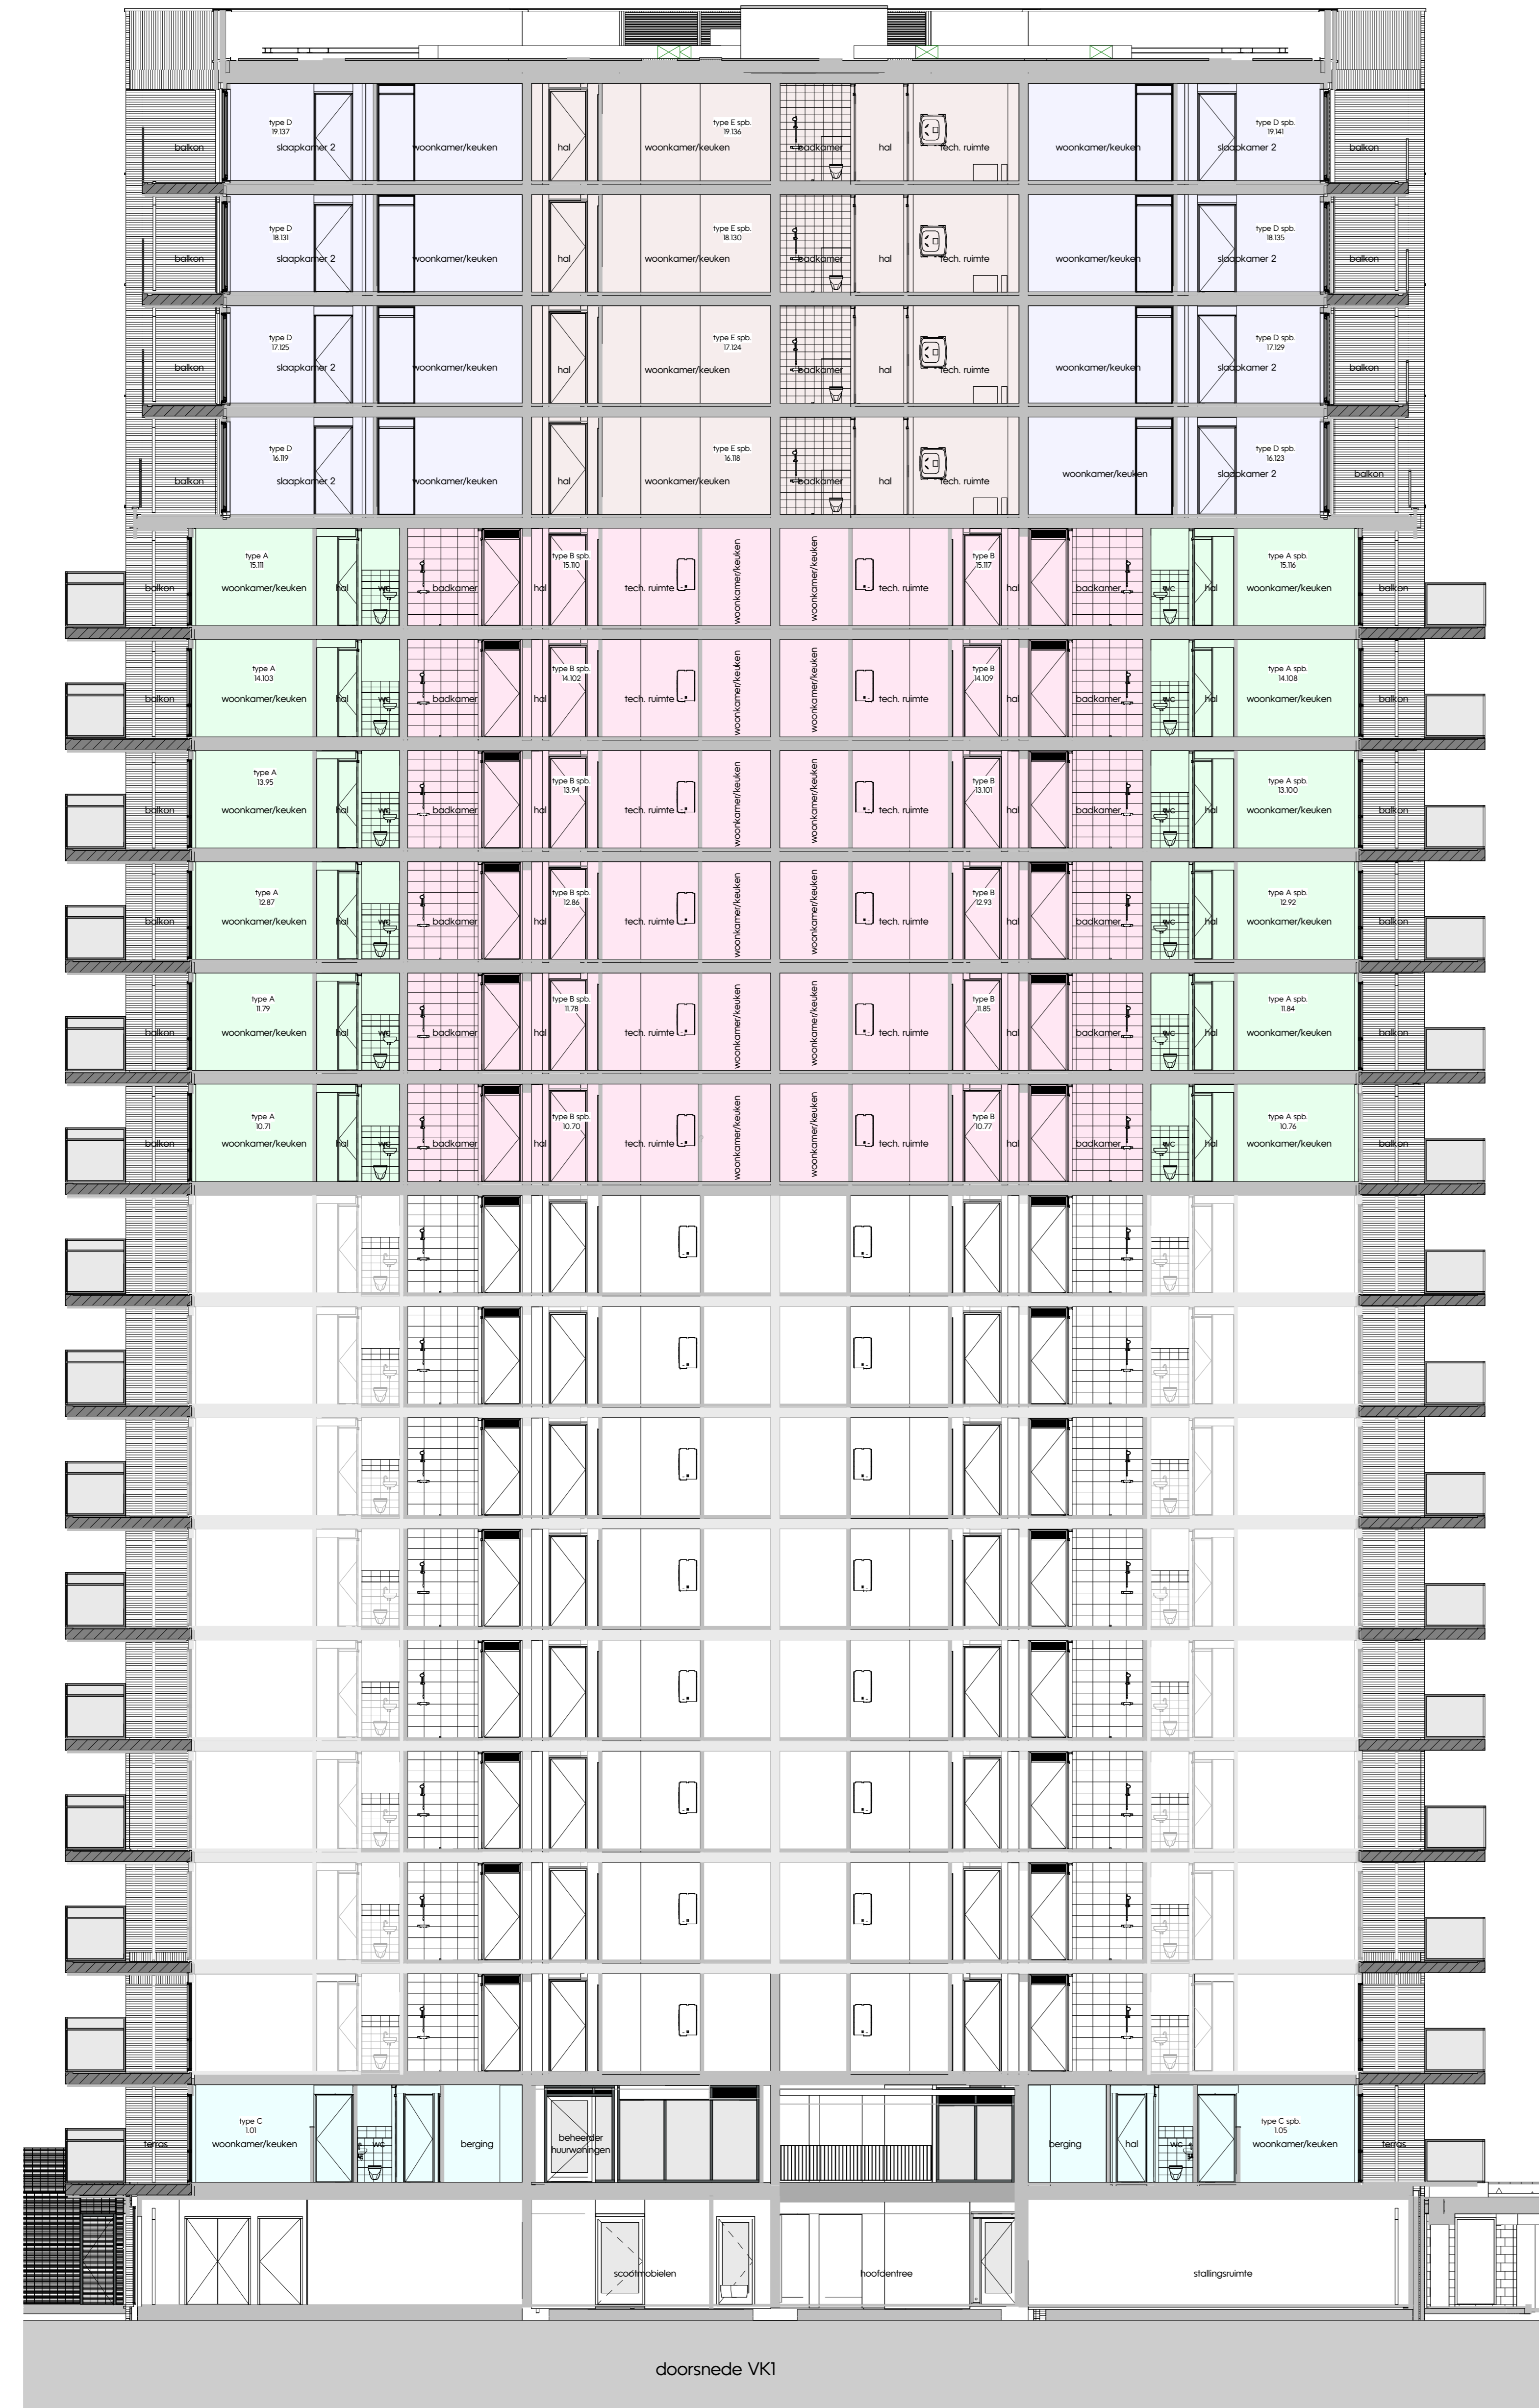 type D
19.137
type E spb.
19.136
type D spb.
19.141
balkon slaapkamer 2 woonkamer/keuken hal woonkamer/keuken badkamer hal tech. ruimte woonkamer/keuken slaapkamer 2 balkon
type D
18.131
type E spb.
18.130
type D spb.
18.135
balkon slaapkamer 2 woonkamer/keuken hal woonkamer/keuken badkamer hal tech. ruimte woonkamer/keuken slaapkamer 2 balkon
type D
17.125
type E spb.
17.124
type D spb.
17.129
balkon slaapkamer 2 woonkamer/keuken hal woonkamer/keuken badkamer hal tech. ruimte woonkamer/keuken slaapkamer 2 balkon
type D
16.119
type E spb.
16.118
type D spb.
16.123
balkon slaapkamer 2 woonkamer/keuken hal woonkamer/keuken badkamer hal tech. ruimte woonkamer/keuken slaapkamer 2 balkon
type A
15.111
type B spb.
15.110
type B
15.117
type A spb.
15.116
balkon woonkamer/keuken hal wc badkamer hal tech. ruimte woonkamer/keuken woonkamer/keuken tech. ruimte hal badkamer wc hal woonkamer/keuken balkon
type A
14.103
type B spb.
14.102
type B
14.109
type A spb.
14.108
balkon woonkamer/keuken hal wc badkamer hal tech. ruimte woonkamer/keuken woonkamer/keuken tech. ruimte hal badkamer wc hal woonkamer/keuken balkon
type A
13.95
type B spb.
13.94
type B
13.101
type A spb.
13.100
balkon woonkamer/keuken hal wc badkamer hal tech. ruimte woonkamer/keuken woonkamer/keuken tech. ruimte hal badkamer wc hal woonkamer/keuken balkon
type A
12.87
type B spb.
12.86
type B
12.93
type A spb.
12.92
balkon woonkamer/keuken hal wc badkamer hal tech. ruimte woonkamer/keuken woonkamer/keuken tech. ruimte hal badkamer wc hal woonkamer/keuken balkon
type A
11.79
type B spb.
11.78
type B
11.85
type A spb.
11.84
balkon woonkamer/keuken hal wc badkamer hal tech. ruimte woonkamer/keuken woonkamer/keuken tech. ruimte hal badkamer wc hal woonkamer/keuken balkon
type A
10.71
type B spb.
10.70
type B
10.77
type A spb.
10.76
balkon woonkamer/keuken hal wc badkamer hal tech. ruimte woonkamer/keuken woonkamer/keuken tech. ruimte hal badkamer wc hal woonkamer/keuken balkon
type C
1.01
type C spb.
1.05
terras woonkamer/keuken wc berging
beheerder
huurwoningen
berging hal wc woonkamer/keuken terras
scootmobielen hoofdentree stallingsruimte
doorsnede VK1